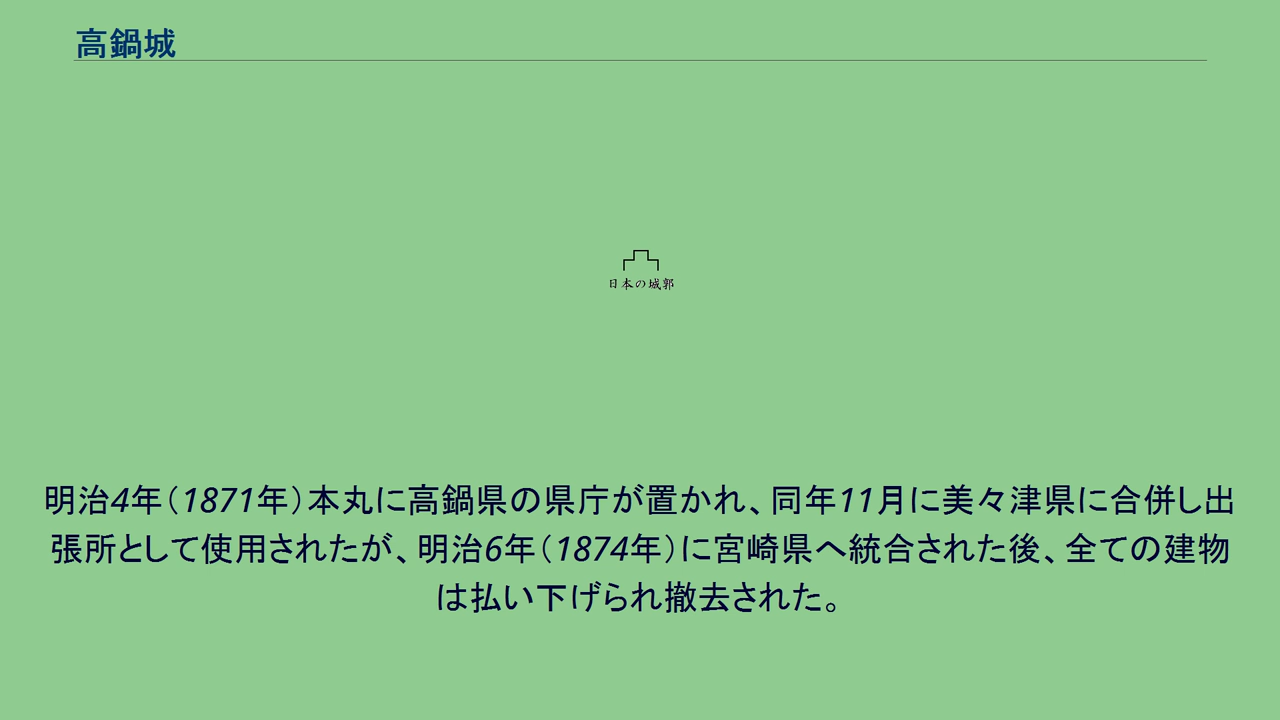 高鍋城
日本の城郭
明治4年（1871年）本丸に高鍋県の県庁が置かれ、同年11月に美々津県に合併し出
張所として使用されたが、明治6年（1874年）に宮崎県へ統合された後、全ての建物
は払い下げられ撤去された。